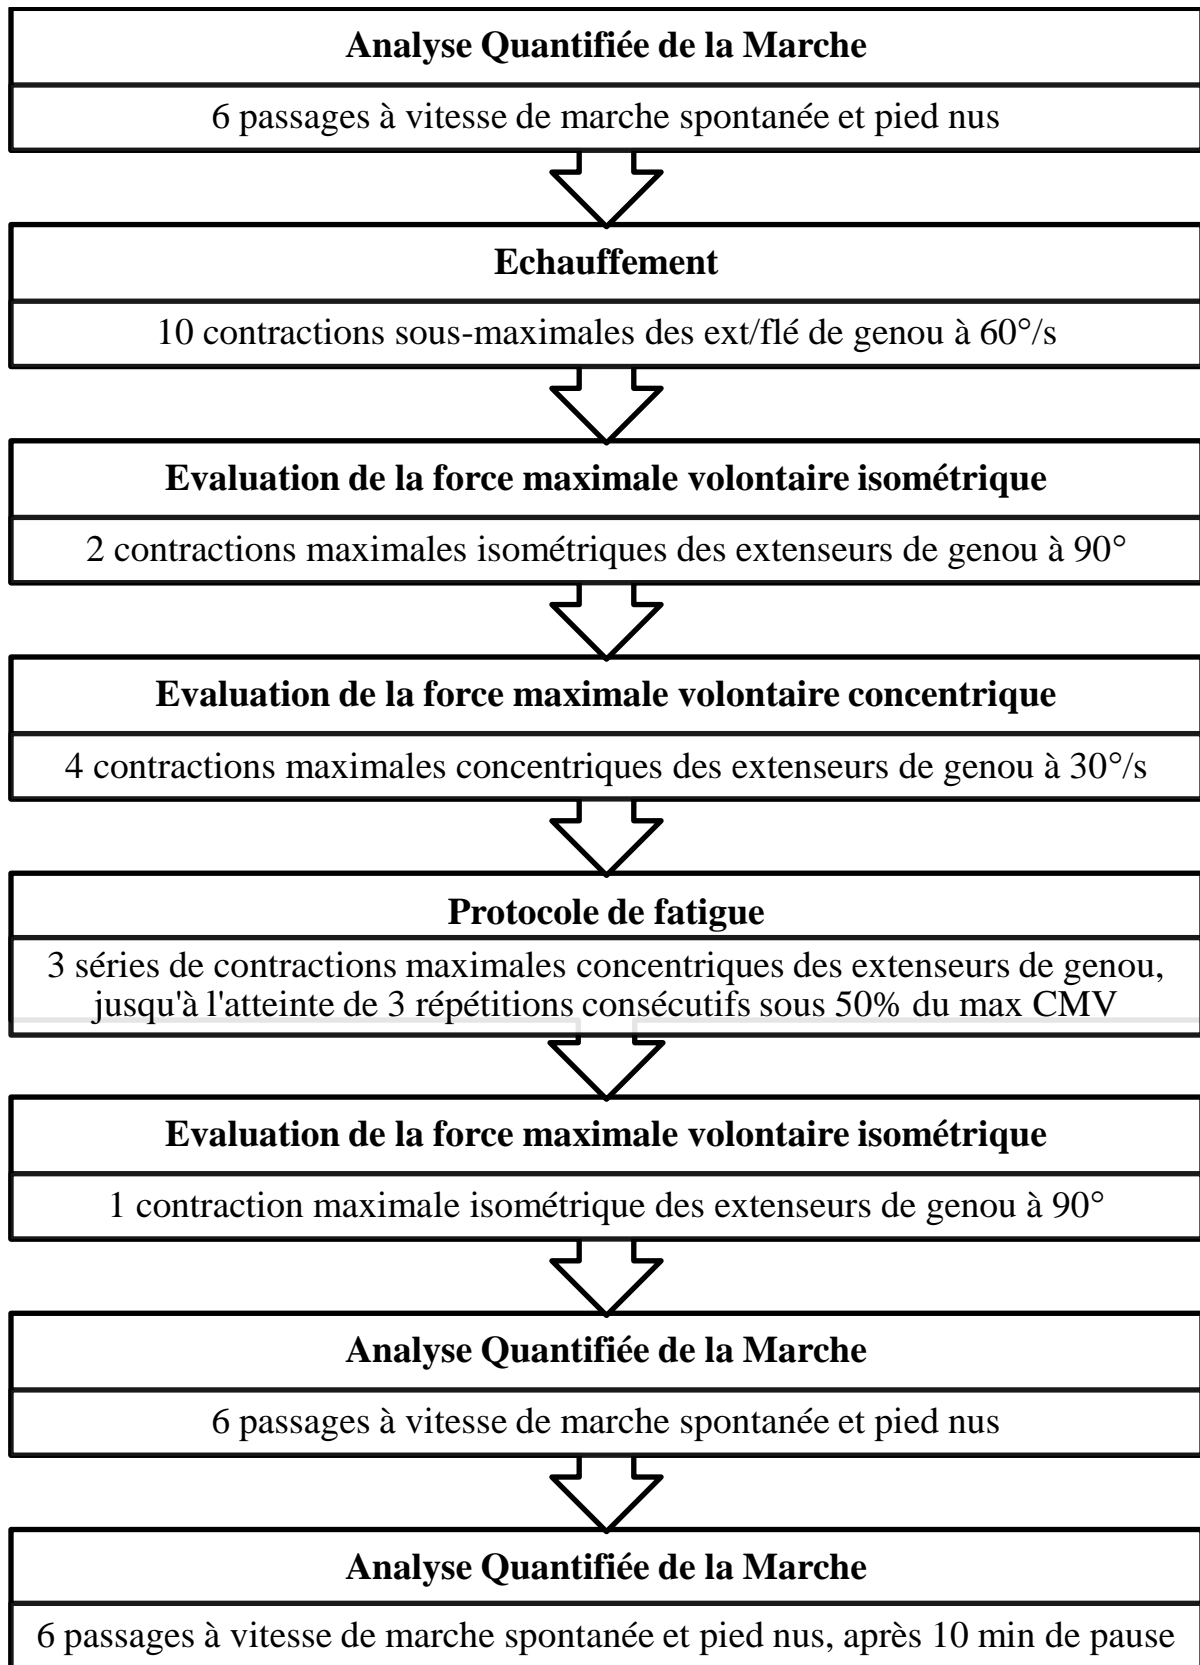 Analyse Quantifiée de la Marche
6 passages à vitesse de marche spontanée et pied nus
Echauffement
10 contractions sous-maximales des ext/flé de genou à 60°/s
Evaluation de la force maximale volontaire isométrique
2 contractions maximales isométriques des extenseurs de genou à 90°
Evaluation de la force maximale volontaire concentrique
4 contractions maximales concentriques des extenseurs de genou à 30°/s
Protocole de fatigue
3 séries de contractions maximales concentriques des extenseurs de genou,
jusqu'à l'atteinte de 3 répétitions consécutifs sous 50% du max CMV
Evaluation de la force maximale volontaire isométrique
1 contraction maximale isométrique des extenseurs de genou à 90°
Analyse Quantifiée de la Marche
6 passages à vitesse de marche spontanée et pied nus
Analyse Quantifiée de la Marche
6 passages à vitesse de marche spontanée et pied nus, après 10 min de pause